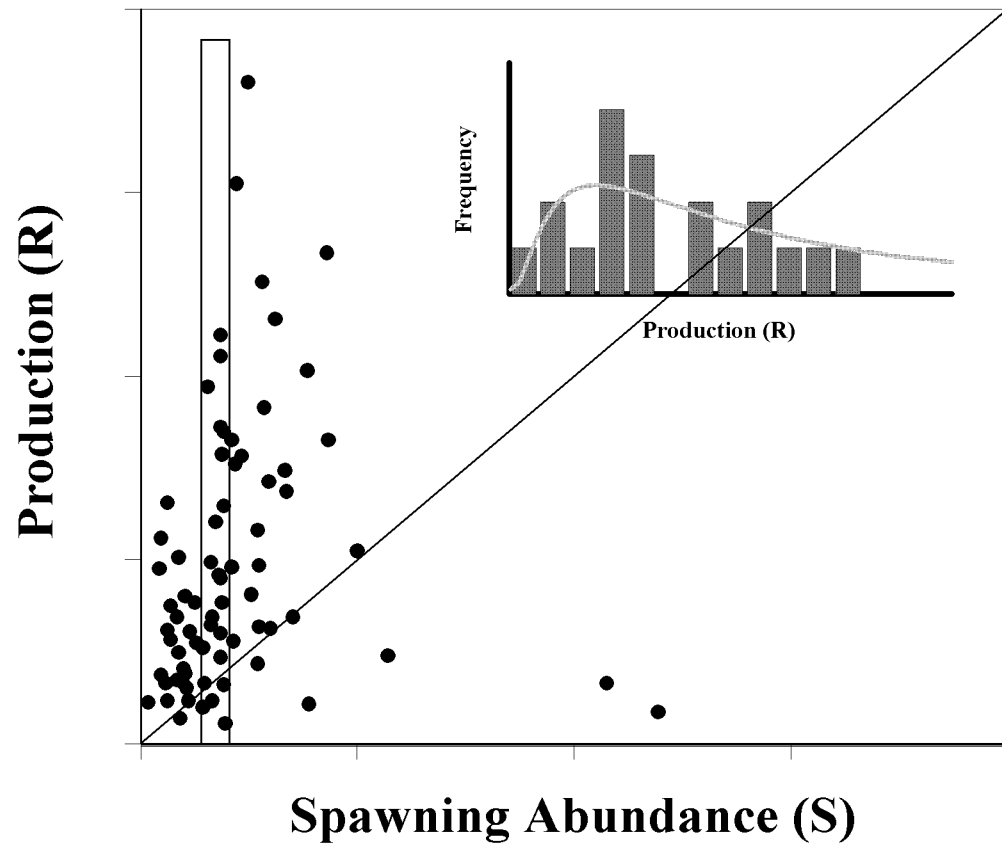 Production (R)
Frequency
Production (R)
Spawning Abundance (S)